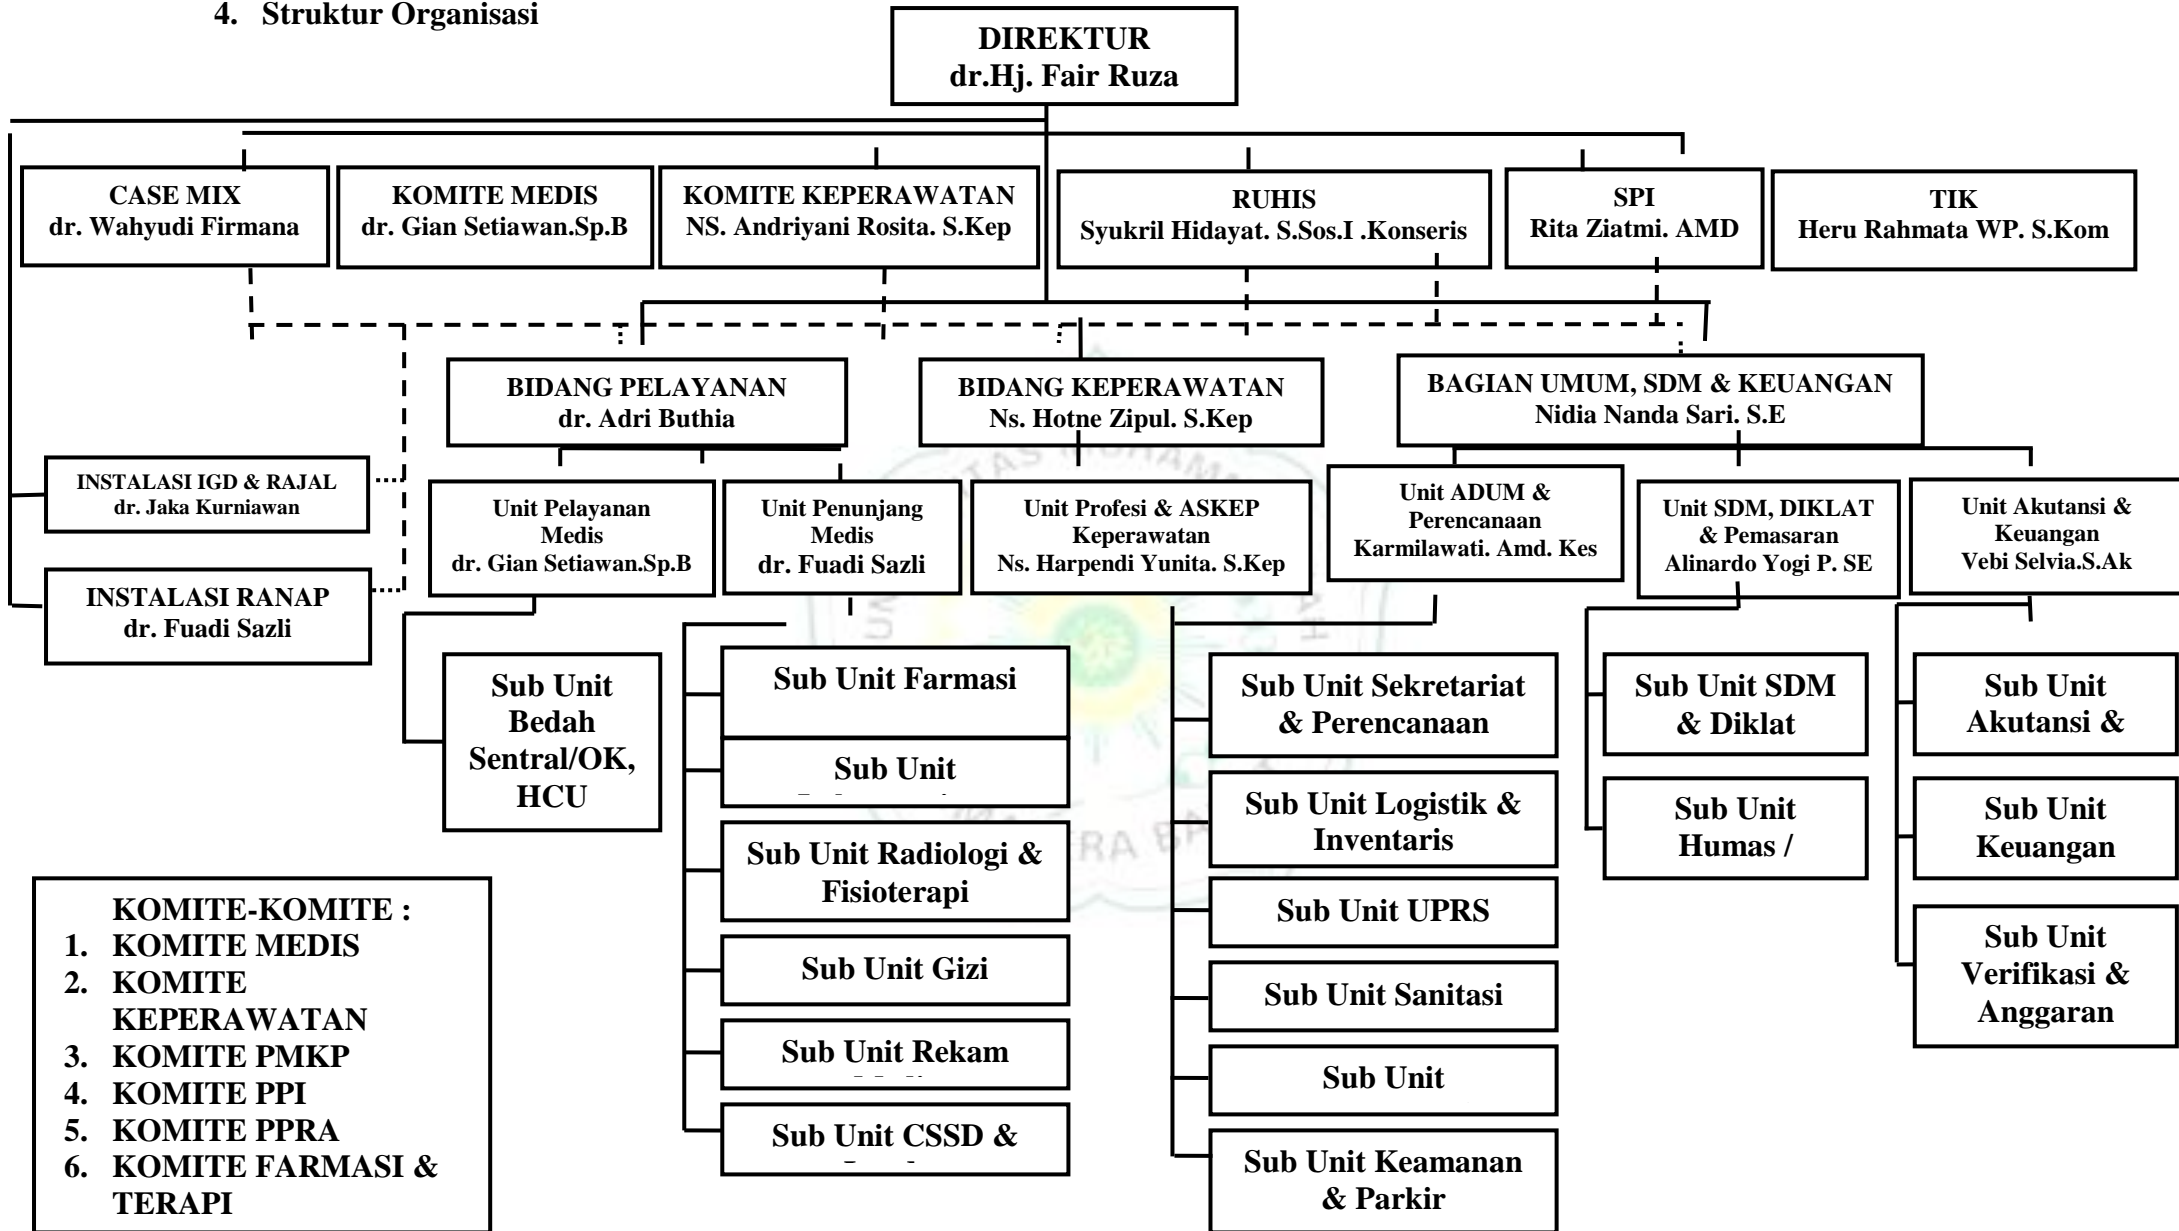 4. Struktur Organisasi
DIREKTUR
dr.Hj. Fair Ruza
CASE MIX
dr. Wahyudi Firmana
KOMITE MEDIS
dr. Gian Setiawan.Sp.B
KOMITE KEPERAWATAN
NS. Andriyani Rosita. S.Kep
RUHIS
Syukril Hidayat. S.Sos.I .Konseris
SPI
Rita Ziatmi. AMD
TIK
Heru Rahmata WP. S.Kom
BIDANG PELAYANAN
dr. Adri Buthia
BIDANG KEPERAWATAN
Ns. Hotne Zipul. S.Kep
BAGIAN UMUM, SDM & KEUANGAN
Nidia Nanda Sari. S.E
INSTALASI IGD & RAJAL
dr. Jaka Kurniawan
INSTALASI RANAP
dr. Fuadi Sazli
Unit Pelayanan
Medis
dr. Gian Setiawan.Sp.B
Unit Penunjang
Medis
dr. Fuadi Sazli
Unit Profesi & ASKEP
Keperawatan
Ns. Harpendi Yunita. S.Kep
Unit ADUM &
Perencanaan
Karmilawati. Amd. Kes
Unit SDM, DIKLAT
& Pemasaran
Alinardo Yogi P. SE
Unit Akutansi &
Keuangan
Vebi Selvia.S.Ak
Sub Unit
Bedah
Sentral/OK,
HCU
Sub Unit Farmasi
Sub Unit
Sub Unit Radiologi &
Fisioterapi
Sub Unit Gizi
Sub Unit Rekam
Sub Unit CSSD &
Sub Unit Sekretariat
& Perencanaan
Sub Unit Logistik &
Inventaris
Sub Unit UPRS
Sub Unit Sanitasi
Sub Unit
Sub Unit Keamanan
& Parkir
Sub Unit SDM
& Diklat
Sub Unit
Humas /
Sub Unit
Akutansi &
Sub Unit
Keuangan
Sub Unit
Verifikasi &
Anggaran
KOMITE-KOMITE :
1. KOMITE MEDIS
2. KOMITE
KEPERAWATAN
3. KOMITE PMKP
4. KOMITE PPI
5. KOMITE PPRA
6. KOMITE FARMASI &
TERAPI